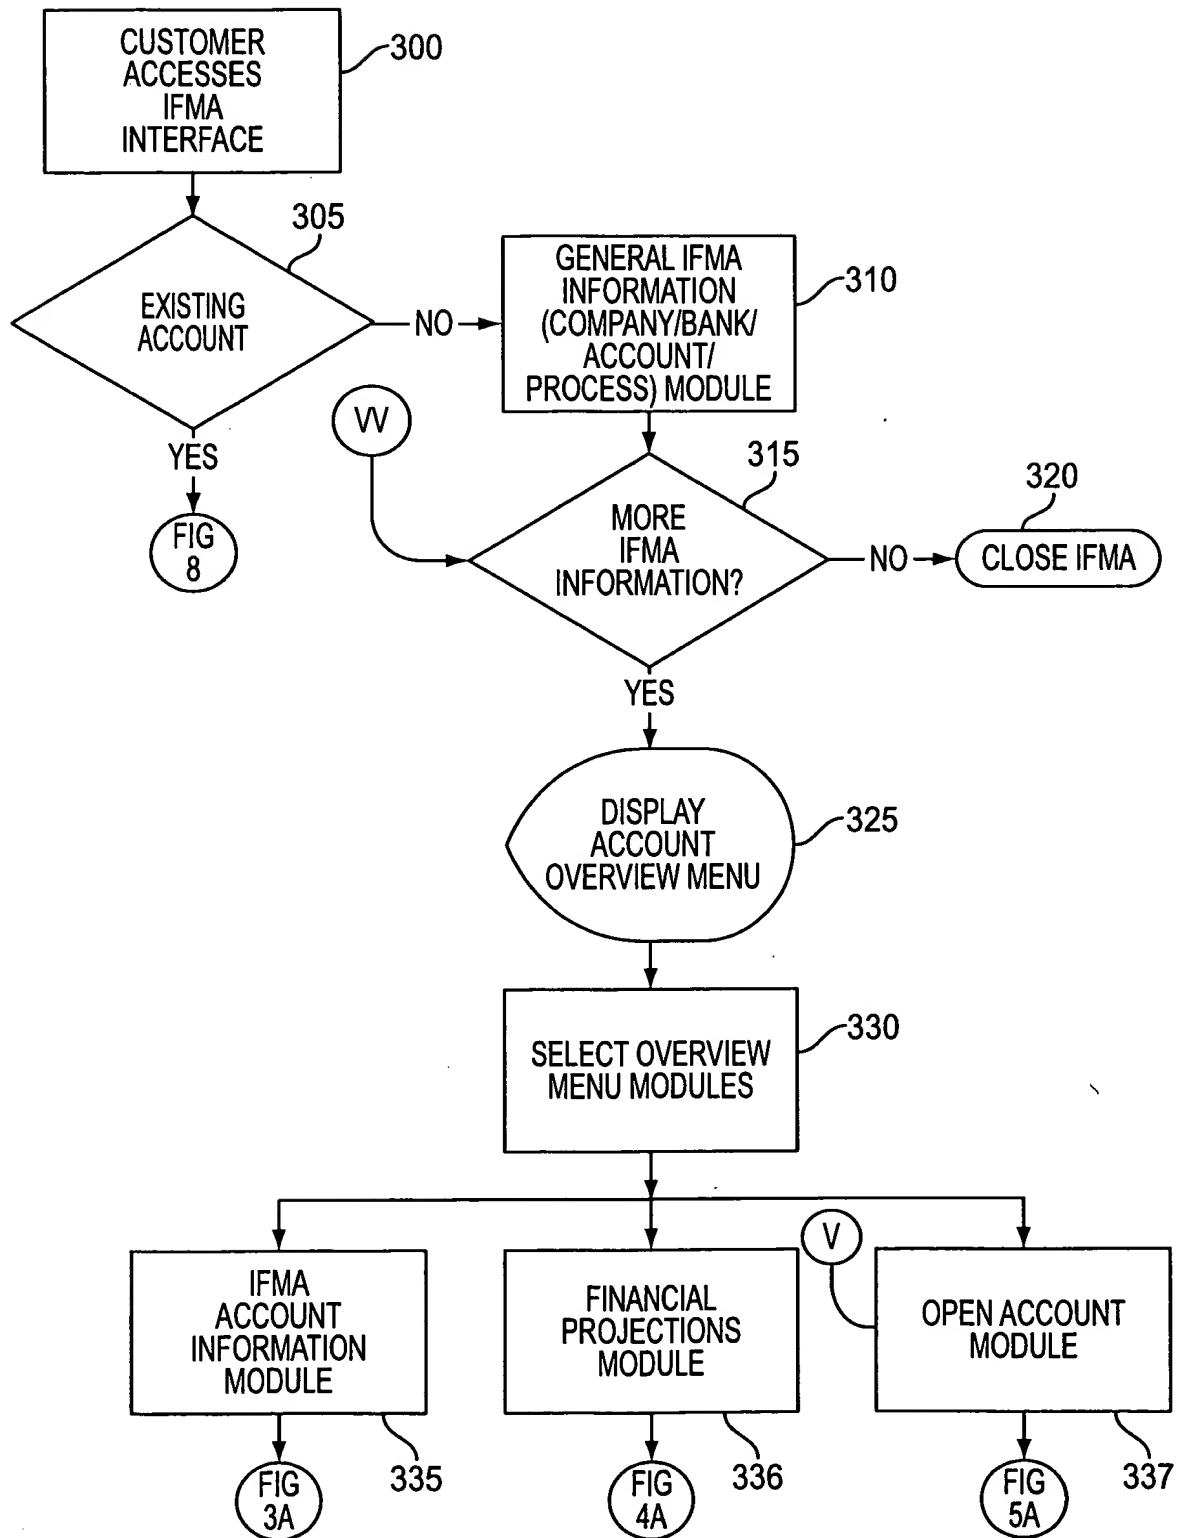 CUSTOMER
ACCESSES
IFMA
INTERFACE
300
305
EXISTING
ACCOUNT
NO
GENERAL IFMA
INFORMATION
(COMPANY/BANK/
ACCOUNT/
PROCESS) MODULE
310
YES
FIG
8
VV
315
MORE
IFMA
INFORMATION?
NO
320
CLOSE IFMA
YES
DISPLAY
ACCOUNT
OVERVIEW MENU
325
SELECT OVERVIEW
MENU MODULES
330
IFMA
ACCOUNT
INFORMATION
MODULE
335
FIG
3A
FINANCIAL
PROJECTIONS
MODULE
336
FIG
4A
V
OPEN ACCOUNT
MODULE
337
FIG
5A